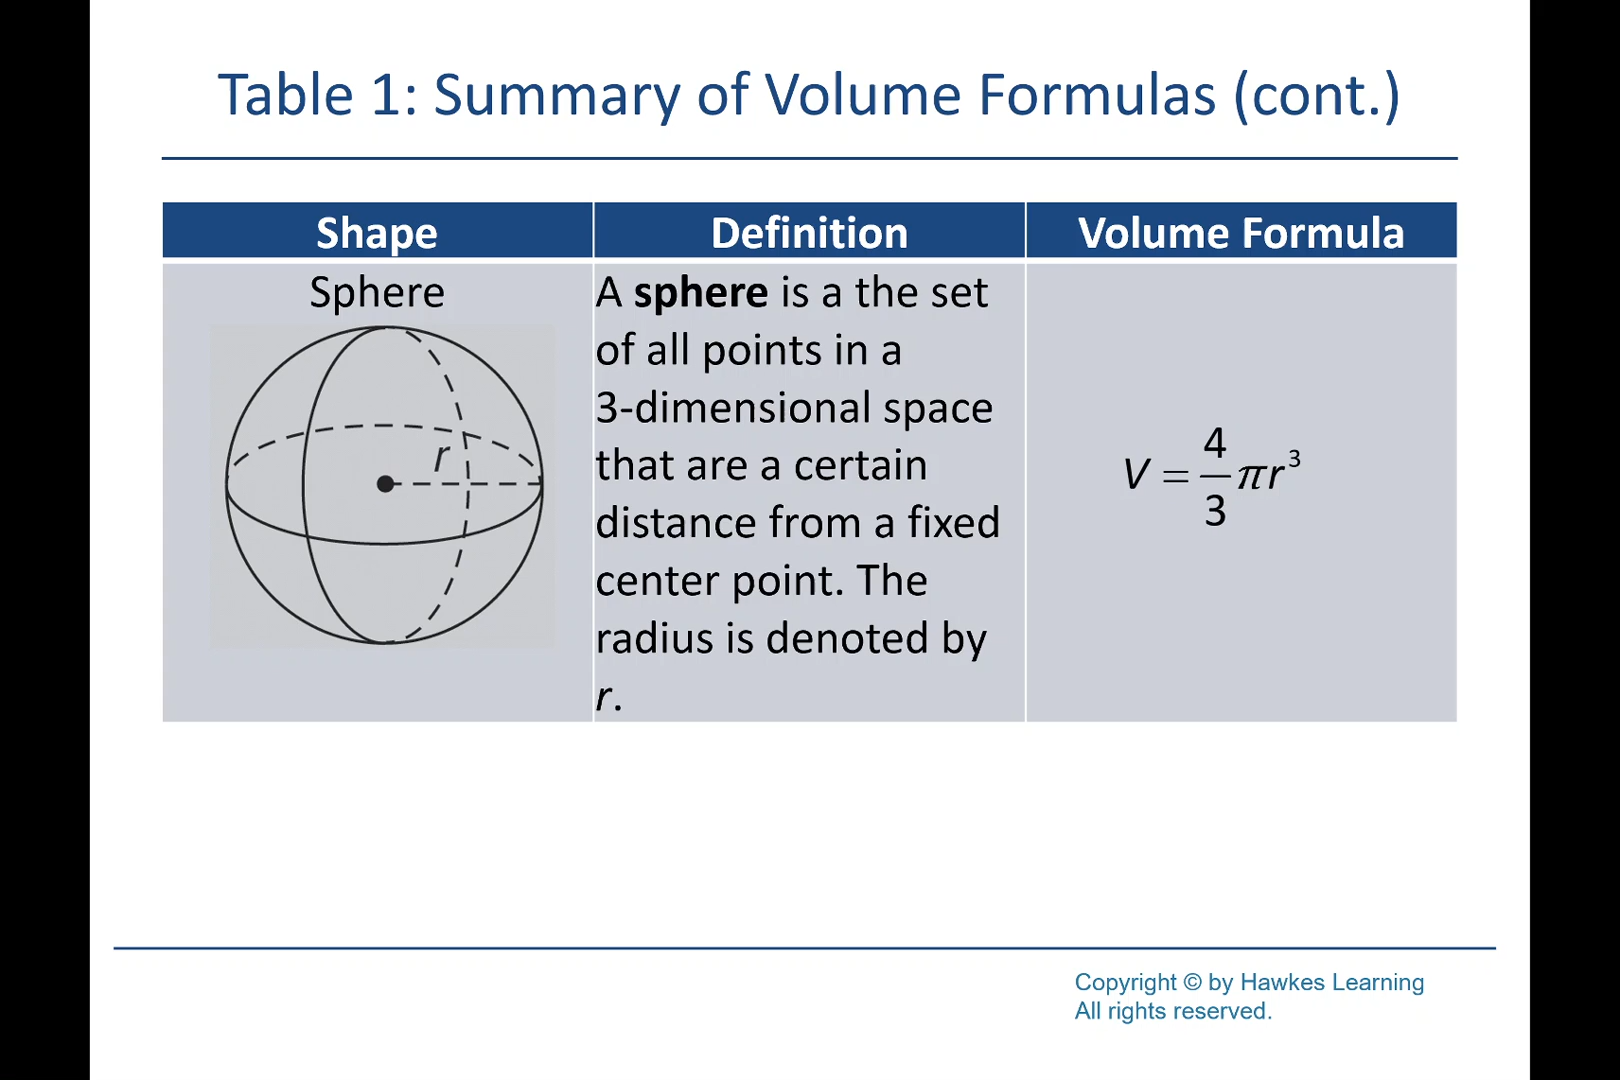 Table 1: Summary of Volume Formulas (cont.)
Shape Definition Volume Formula
Sphere
r
A sphere is a the set
of all points in a
3-dimensional space
that are a certain
distance from a fixed
center point. The
radius is denoted by
r.
V = 4/3 πr³
Copyright © by Hawkes Learning
All rights reserved.